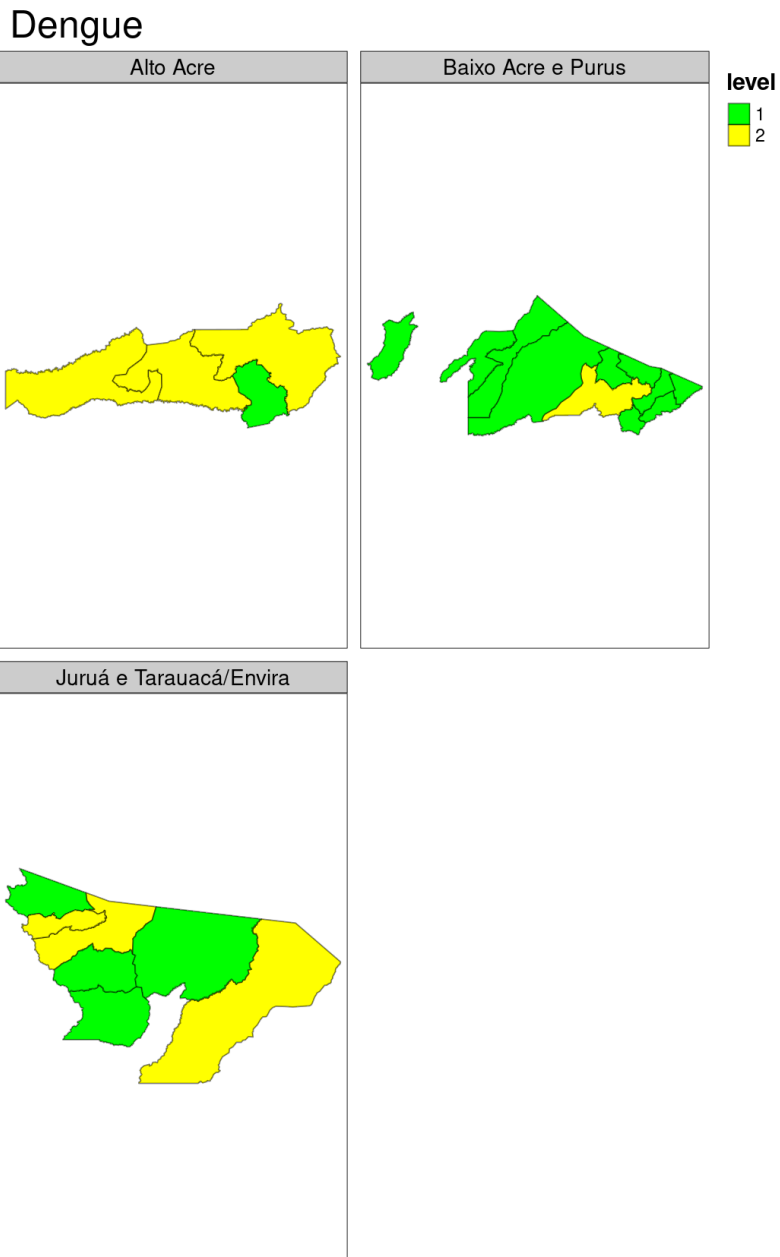 Dengue
Alto Acre
Baixo Acre e Purus
level
1
2
Juruá e Tarauacá/Envira